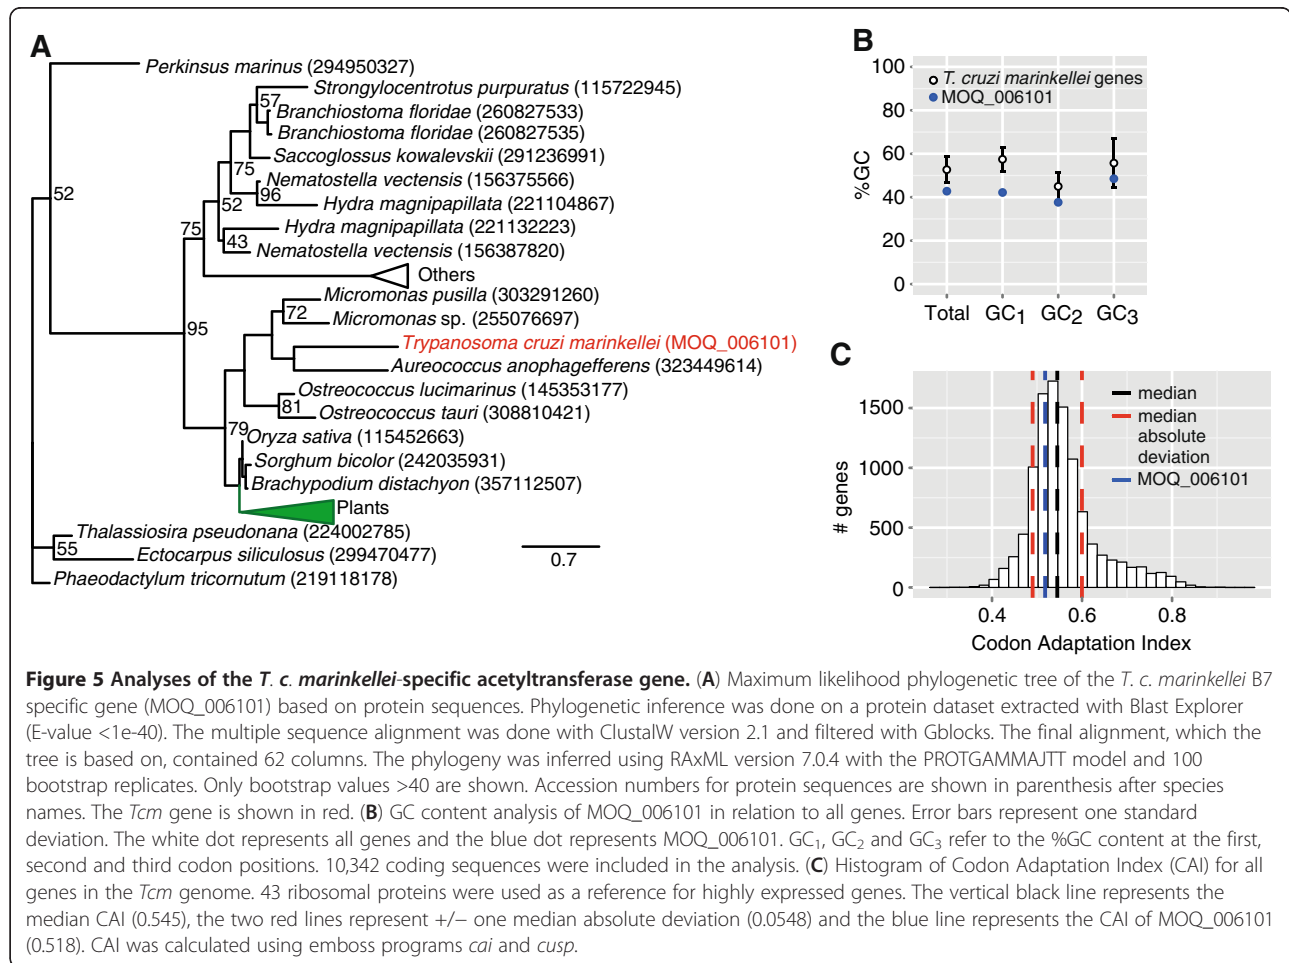 A
Perkinsus marinus (294950327)
Strongylocentrotus purpuratus (115722945)
57
Branchiostoma floridae (260827533)
Branchiostoma floridae (260827535)
75
Saccoglossus kowalevskii (291236991)
Nematostella vectensis (156375566)
96
52
52
Hydra magnipapillata (221104867)
75
Hydra magnipapillata (221132223)
43
Nematostella vectensis (156387820)
Others
Micromonas pusilla (303291260)
72
Micromonas sp. (255076697)
95
Trypanosoma cruzi marinkellei (MOQ_006101)
Aureococcus anophagefferens (323449614)
Ostreococcus lucimarinus (145353177)
81
Ostreococcus tauri (308810421)
79
Oryza sativa (115452663)
Sorghum bicolor (242035931)
Brachypodium distachyon (357112507)
Plants
Thalassiosira pseudonana (224002785)
55
Ectocarpus siliculosus (299470477)
Phaeodactylum tricornutum (219118178)
0.7
B
%GC
100
80
60
40
20
0
T. cruzi marinkellei genes
MOQ_006101
Total GC1 GC2 GC3
C
# genes
1500
1000
500
0
median
median
absolute
deviation
MOQ_006101
0.4 0.6 0.8
Codon Adaptation Index
Figure 5 Analyses of the T. c. marinkellei-specific acetyltransferase gene. (A) Maximum likelihood phylogenetic tree of the T. c. marinkellei B7
specific gene (MOQ_006101) based on protein sequences. Phylogenetic inference was done on a protein dataset extracted with Blast Explorer
(E-value <1e-40). The multiple sequence alignment was done with ClustalW version 2.1 and filtered with Gblocks. The final alignment, which the
tree is based on, contained 62 columns. The phylogeny was inferred using RAxML version 7.0.4 with the PROTGAMMAJTT model and 100
bootstrap replicates. Only bootstrap values >40 are shown. Accession numbers for protein sequences are shown in parenthesis after species
names. The Tcm gene is shown in red. (B) GC content analysis of MOQ_006101 in relation to all genes. Error bars represent one standard
deviation. The white dot represents all genes and the blue dot represents MOQ_006101. GC1, GC2 and GC3 refer to the %GC content at the first,
second and third codon positions. 10,342 coding sequences were included in the analysis. (C) Histogram of Codon Adaptation Index (CAI) for all
genes in the Tcm genome. 43 ribosomal proteins were used as a reference for highly expressed genes. The vertical black line represents the
median CAI (0.545), the two red lines represent +/− one median absolute deviation (0.0548) and the blue line represents the CAI of MOQ_006101
(0.518). CAI was calculated using emboss programs cai and cusp.